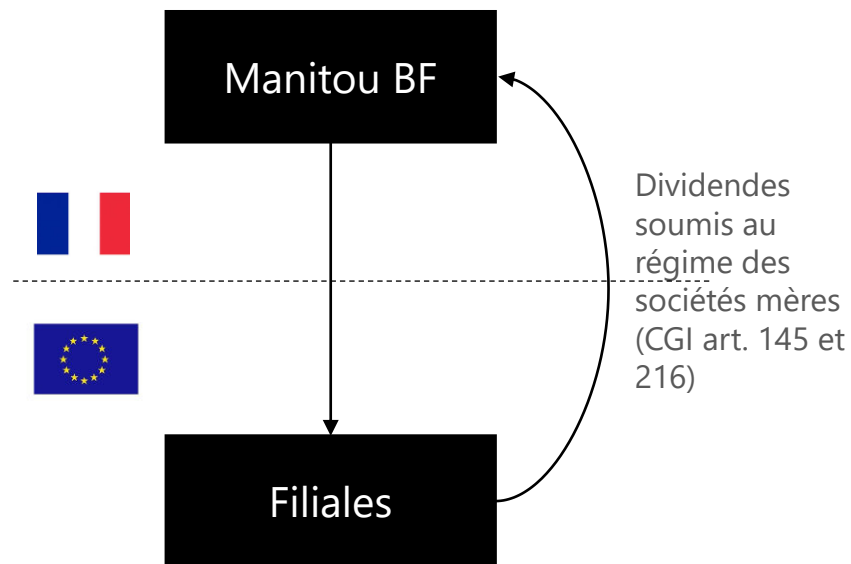 Manitou BF
Dividendes
soumis au
régime des
sociétés mères
(CGI art. 145 et
216)
Filiales